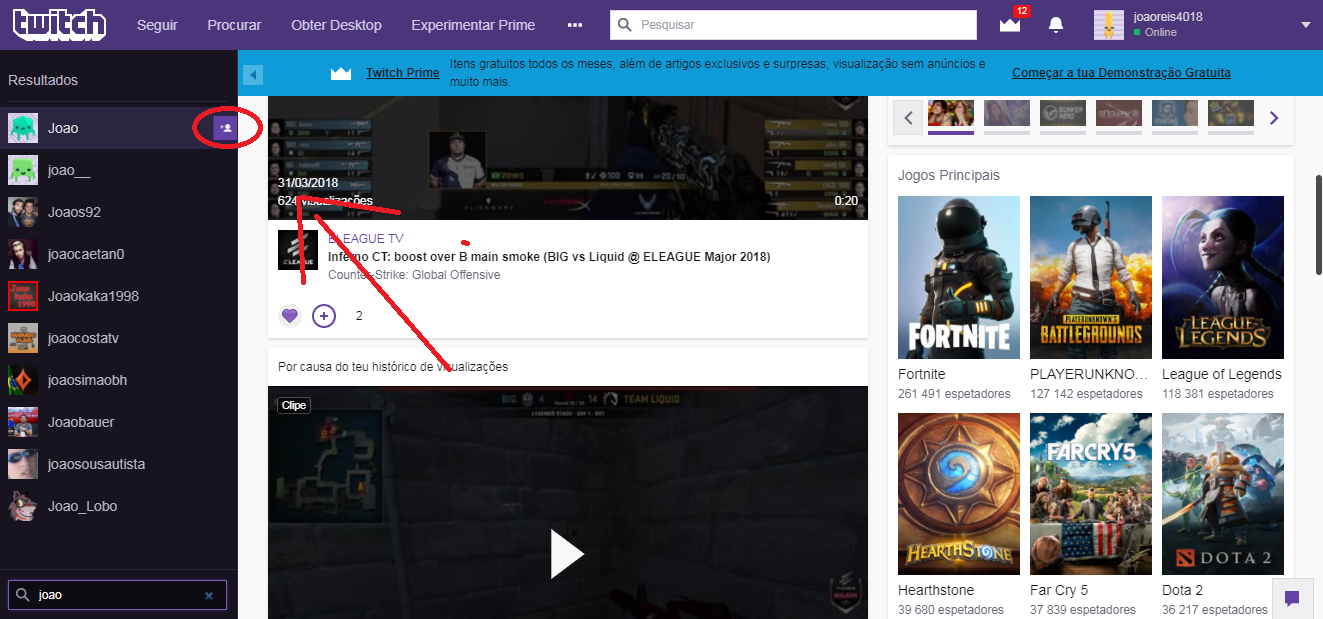 twitch
Seguir
Procurar
Obter Desktop
Experimentar Prime
Pesquisar
12
joaoreis4018
Online
Resultados
Joao
joao__
Joaos92
joaocaetan0
Joaokaka1998
joaocostatv
joaosimaobh
Joaobauer
joaosousautista
Joao_Lobo
joao
Twitch Prime
Itens gratuitos todos os meses, além de artigos exclusivos e surpresas, visualização sem anúncios e
muito mais.
Começar a tua Demonstração Gratuita
31/03/2018
624 visualizações
0:20
ELEAGUE TV
Inferno CT: boost over B main smoke (BIG vs Liquid @ ELEAGUE Major 2018)
Counter-Strike: Global Offensive
2
Por causa do teu histórico de visualizações
Clipe
BIG 4 14 TEAM LIQUID
Jogos Principais
FORTNITE
Fortnite
261 491 espetadores
PLAYERUNKNOWN'S
BATTLEGROUNDS
PLAYERUNKNO...
127 142 espetadores
LEAGUE of
LEGENDS
League of Legends
118 381 espetadores
HEARTHSTONE
Hearthstone
39 680 espetadores
FARCRY5
Far Cry 5
37 839 espetadores
DOTA 2
Dota 2
36 217 espetadores